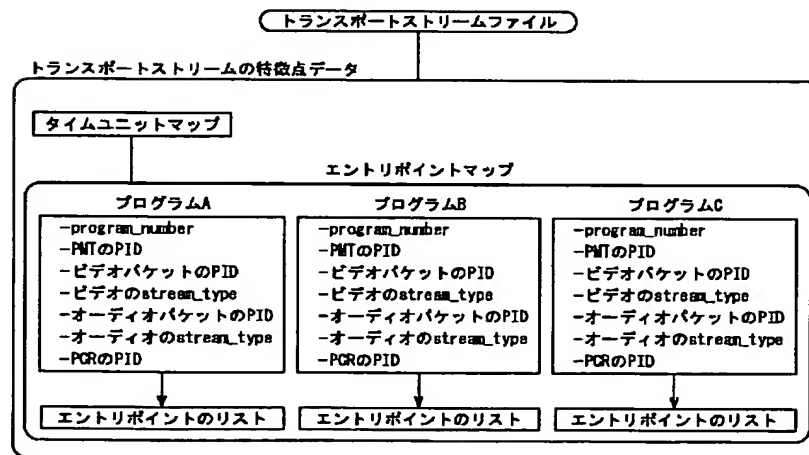 トランスポートストリームファイル
トランスポートストリームの特徴点データ
タイムユニットマップ
エントリポイントマップ
プログラムA
-program_number
-PMTのPID
-ビデオパケットのPID
-ビデオのstream_type
-オーディオパケットのPID
-オーディオのstream_type
-PCRのPID
エントリポイントのリスト
プログラムB
-program_number
-PMTのPID
-ビデオパケットのPID
-ビデオのstream_type
-オーディオパケットのPID
-オーディオのstream_type
-PCRのPID
エントリポイントのリスト
プログラムC
-program_number
-PMTのPID
-ビデオパケットのPID
-ビデオのstream_type
-オーディオパケットのPID
-オーディオのstream_type
-PCRのPID
エントリポイントのリスト